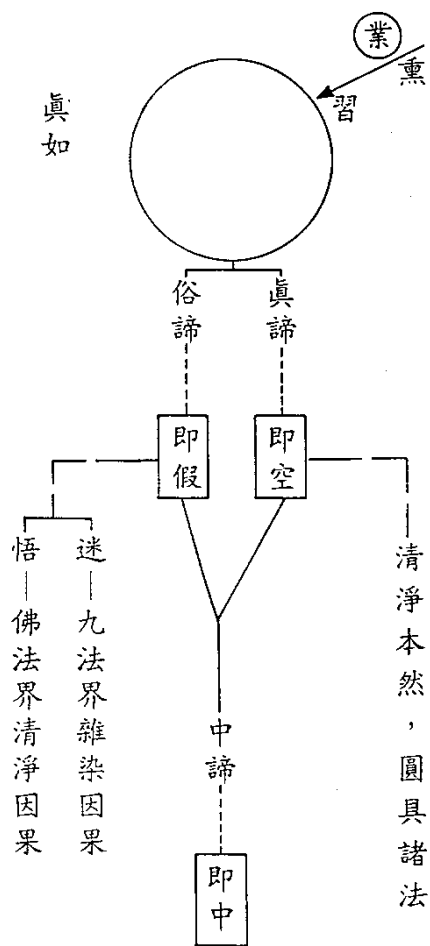 業
熏習
眞如
眞諦
俗諦
即空
即假
清淨本然，圓具諸法
迷—九法界雜染因果
悟—佛法界清淨因果
中諦
即中